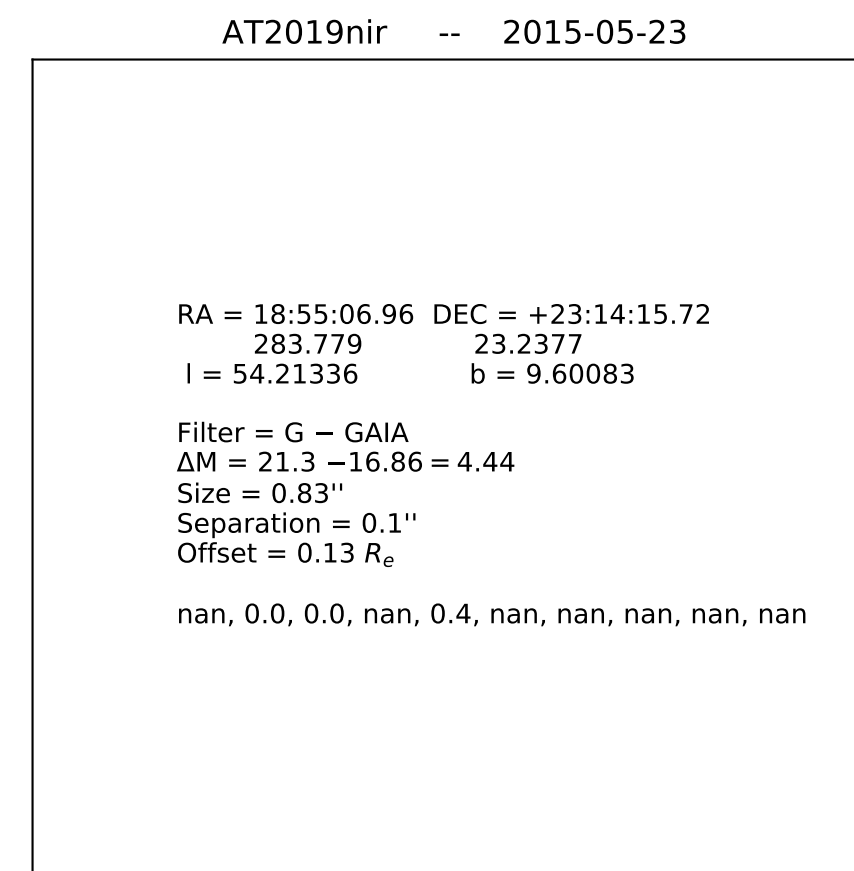 AT2019nir -- 2015-05-23
RA = 18:55:06.96 DEC = +23:14:15.72
283.779 23.2377
l = 54.21336 b = 9.60083
Filter = G − GAIA
ΔM = 21.3 −16.86 = 4.44
Size = 0.83''
Separation = 0.1''
Offset = 0.13 Re
nan, 0.0, 0.0, nan, 0.4, nan, nan, nan, nan, nan